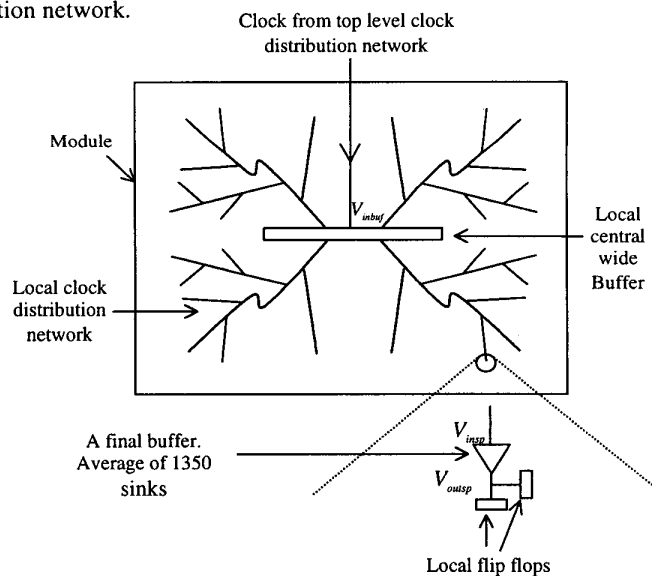 tion network.
Clock from top level clock
distribution network
Module
V_inbuf
Local
central
wide
Buffer
Local clock
distribution
network
A final buffer.
Average of 1350
sinks
V_insp
V_outsp
Local flip flops